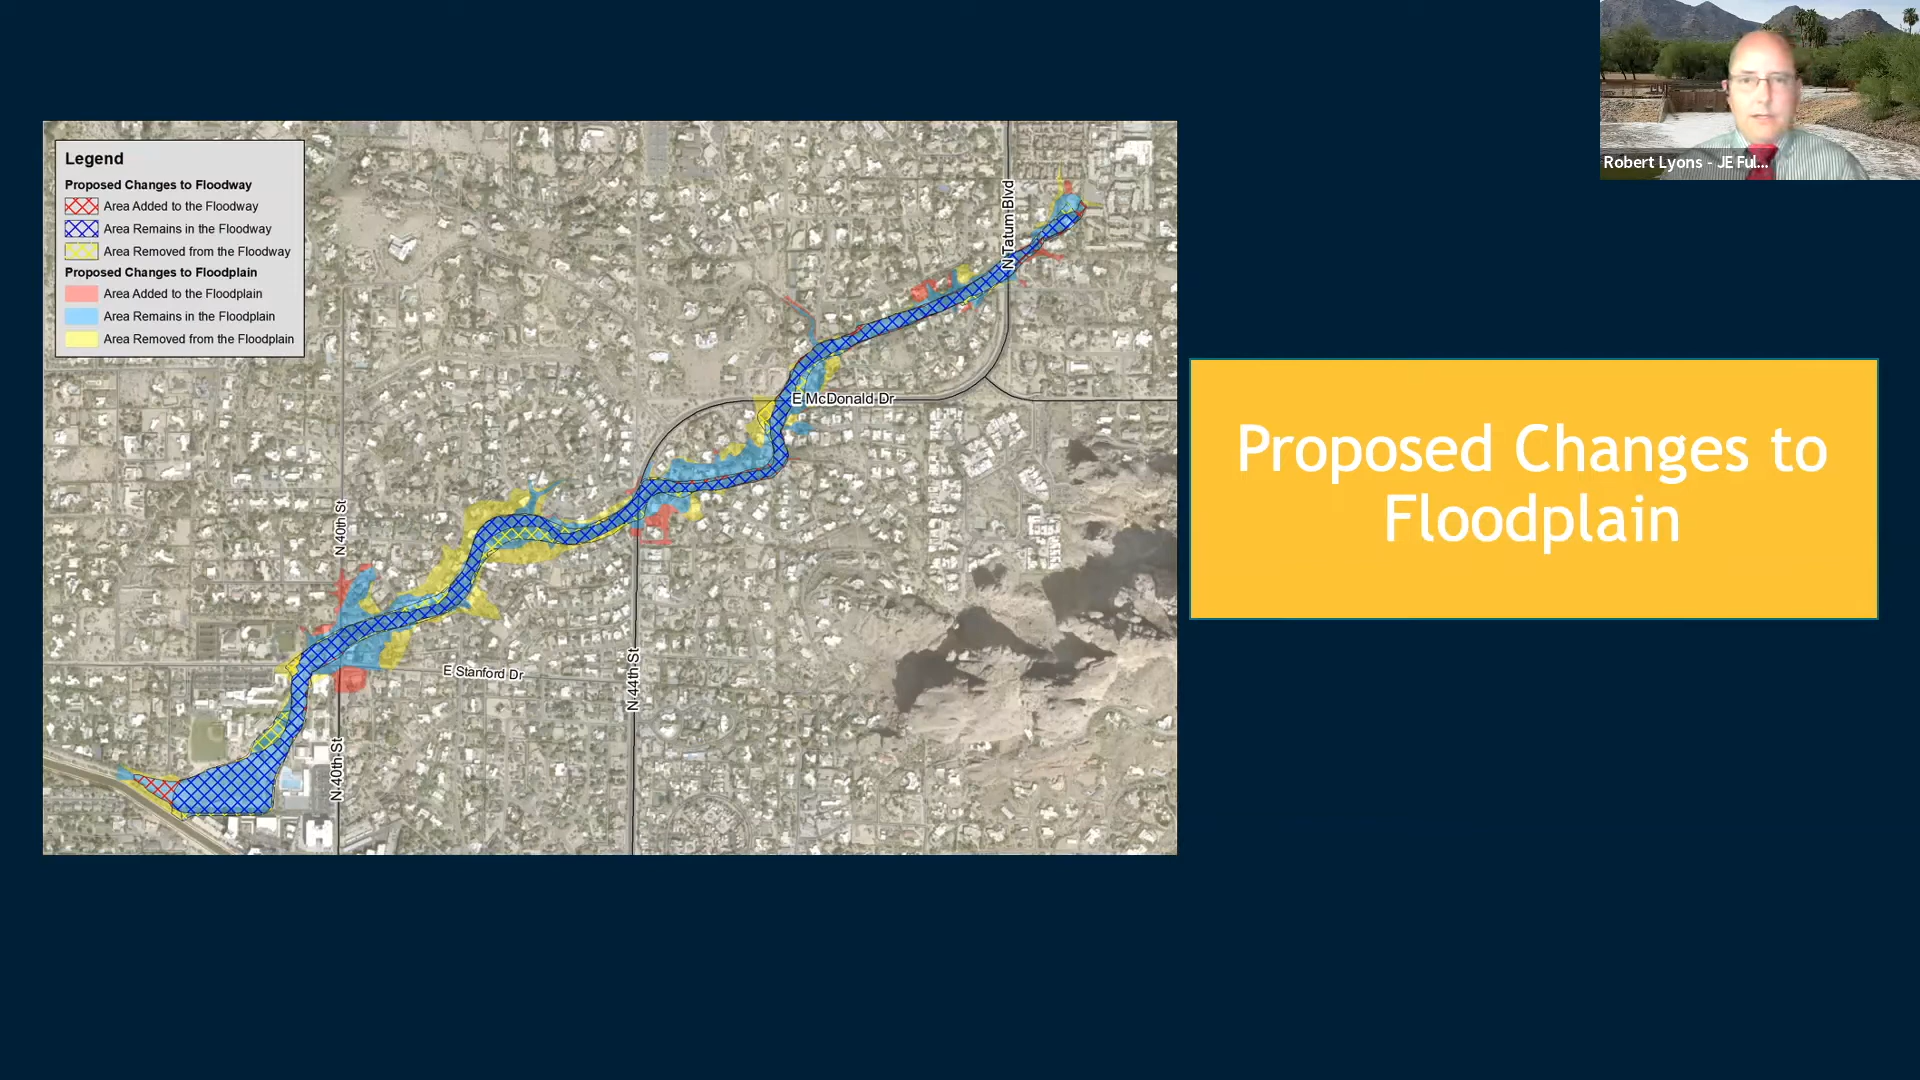 Robert Lyons - JE Ful...
Legend
Proposed Changes to Floodway
Area Added to the Floodway
Area Remains in the Floodway
Area Removed from the Floodway
Proposed Changes to Floodplain
Area Added to the Floodplain
Area Remains in the Floodplain
Area Removed from the Floodplain
N Tatum Blvd
E McDonald Dr
N 40th St
E Stanford Dr
N 44th St
N 40th St
Proposed Changes to
Floodplain